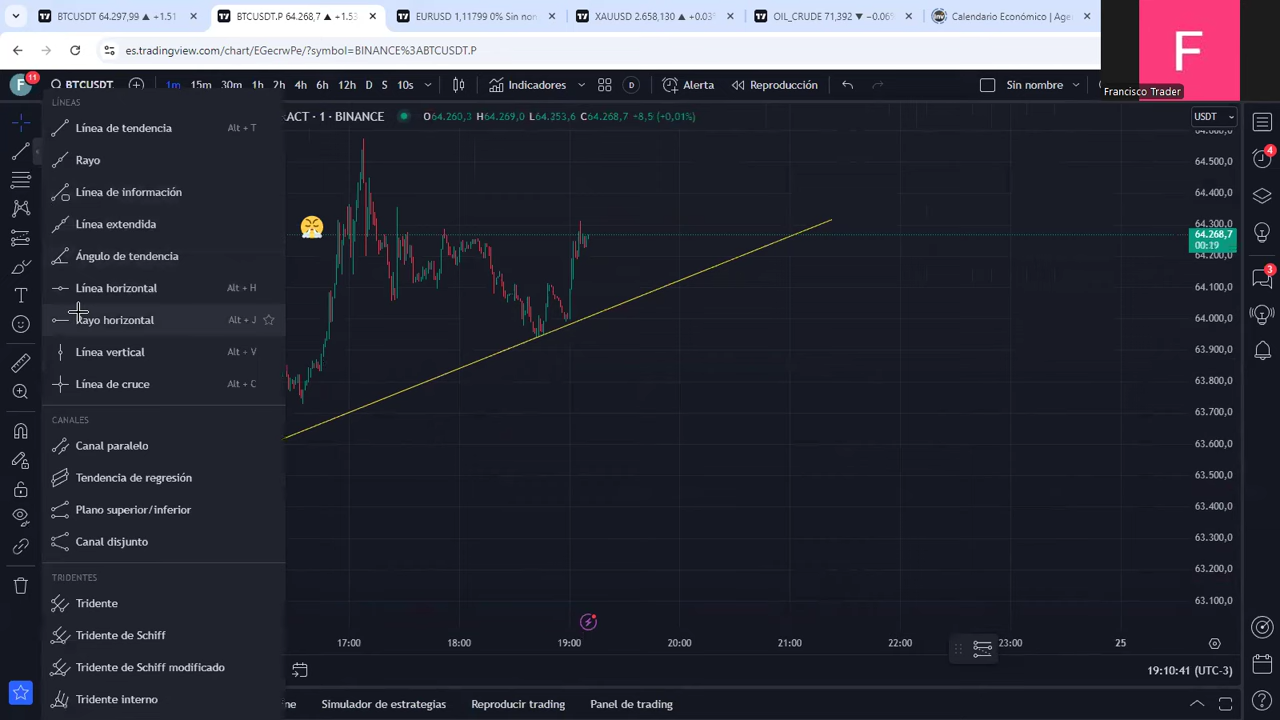 BTCUSDT 64.297,99 ▲ +1.51
BTCUSDT.P 64.268,7 ▲ +1.53
EURUSD 1,11799 0% Sin non
XAUUSD 2.658,130 ▲ +0.03
OIL_CRUDE 71,392 ▼ −0.06
Calendario Económico | Age
es.tradingview.com/chart/EGecrwPe/?symbol=BINANCE%3ABTCUSDT.P
F
Francisco Trader
F
11
BTCUSDT
1m 15m 30m 1h 2h 4h 6h 12h D S 10s
Indicadores
D
Alerta
Reproducción
Sin nombre
LÍNEAS
Línea de tendencia Alt + T
Rayo
Línea de información
Línea extendida
Ángulo de tendencia
Línea horizontal Alt + H
Rayo horizontal Alt + J
Línea vertical Alt + V
Línea de cruce Alt + C
CANALES
Canal paralelo
Tendencia de regresión
Plano superior/inferior
Canal disjunto
TRIDENTES
Tridente
Tridente de Schiff
Tridente de Schiff modificado
Tridente interno
RACT · 1 · BINANCE
O64.260,3 H64.269,0 L64.253,6 C64.268,7 +8,5 (+0,01%)
USDT
64.500,0
64.400,0
64.300,0
64.268,7
00:19
64.200,0
64.100,0
64.000,0
63.900,0
63.800,0
63.700,0
63.600,0
63.500,0
63.400,0
63.300,0
63.200,0
63.100,0
4
3
17:00 18:00 19:00 20:00 21:00 22:00 23:00 25
19:10:41 (UTC-3)
ne
Simulador de estrategias
Reproducir trading
Panel de trading